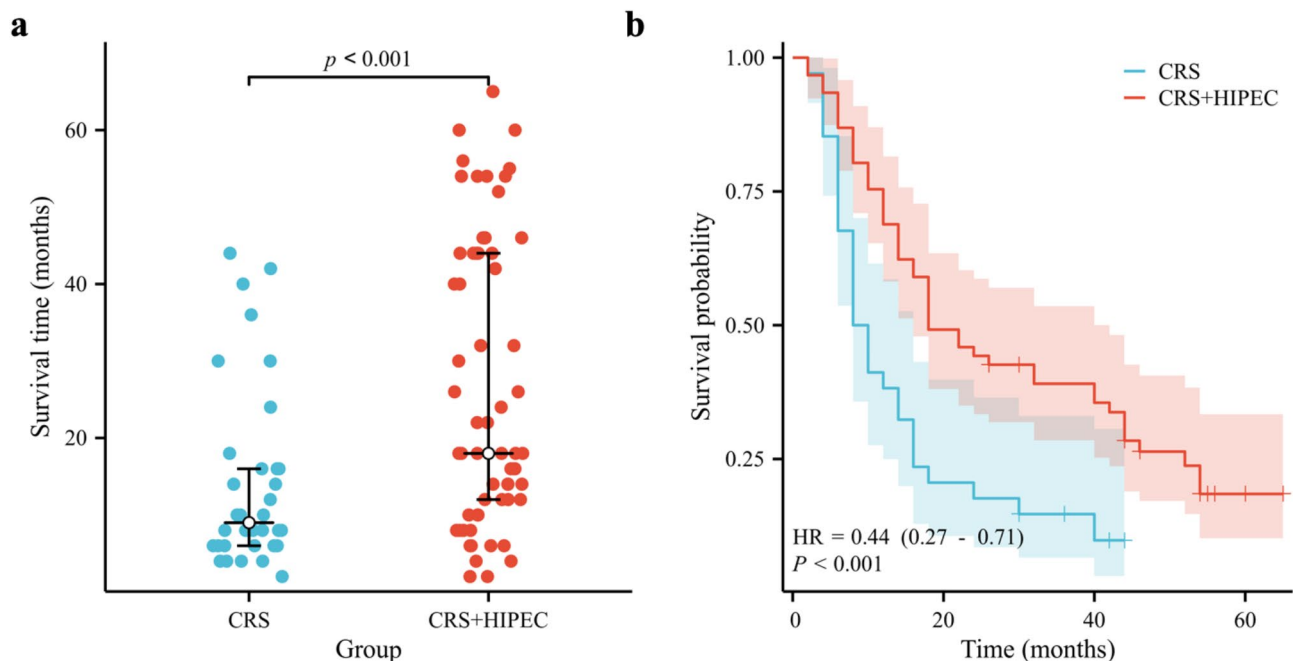 a
p < 0.001
Survival time (months)
60
40
20
CRS
CRS+HIPEC
Group
b
CRS
CRS+HIPEC
Survival probability
1.00
0.75
0.50
0.25
HR = 0.44 (0.27 - 0.71)
P < 0.001
0
20
40
60
Time (months)